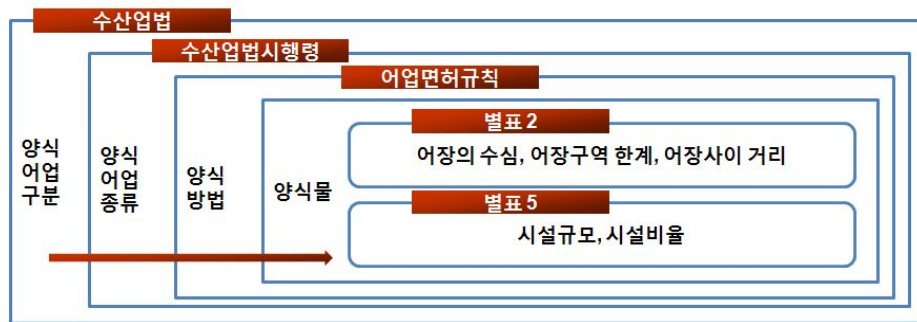 수산업법
수산업법시행령
어업면허규칙
별표 2
어장의 수심, 어장구역 한계, 어장사이 거리
양식
어업
구분
양식
어업
종류
양식
방법
양식물
별표 5
시설규모, 시설비율